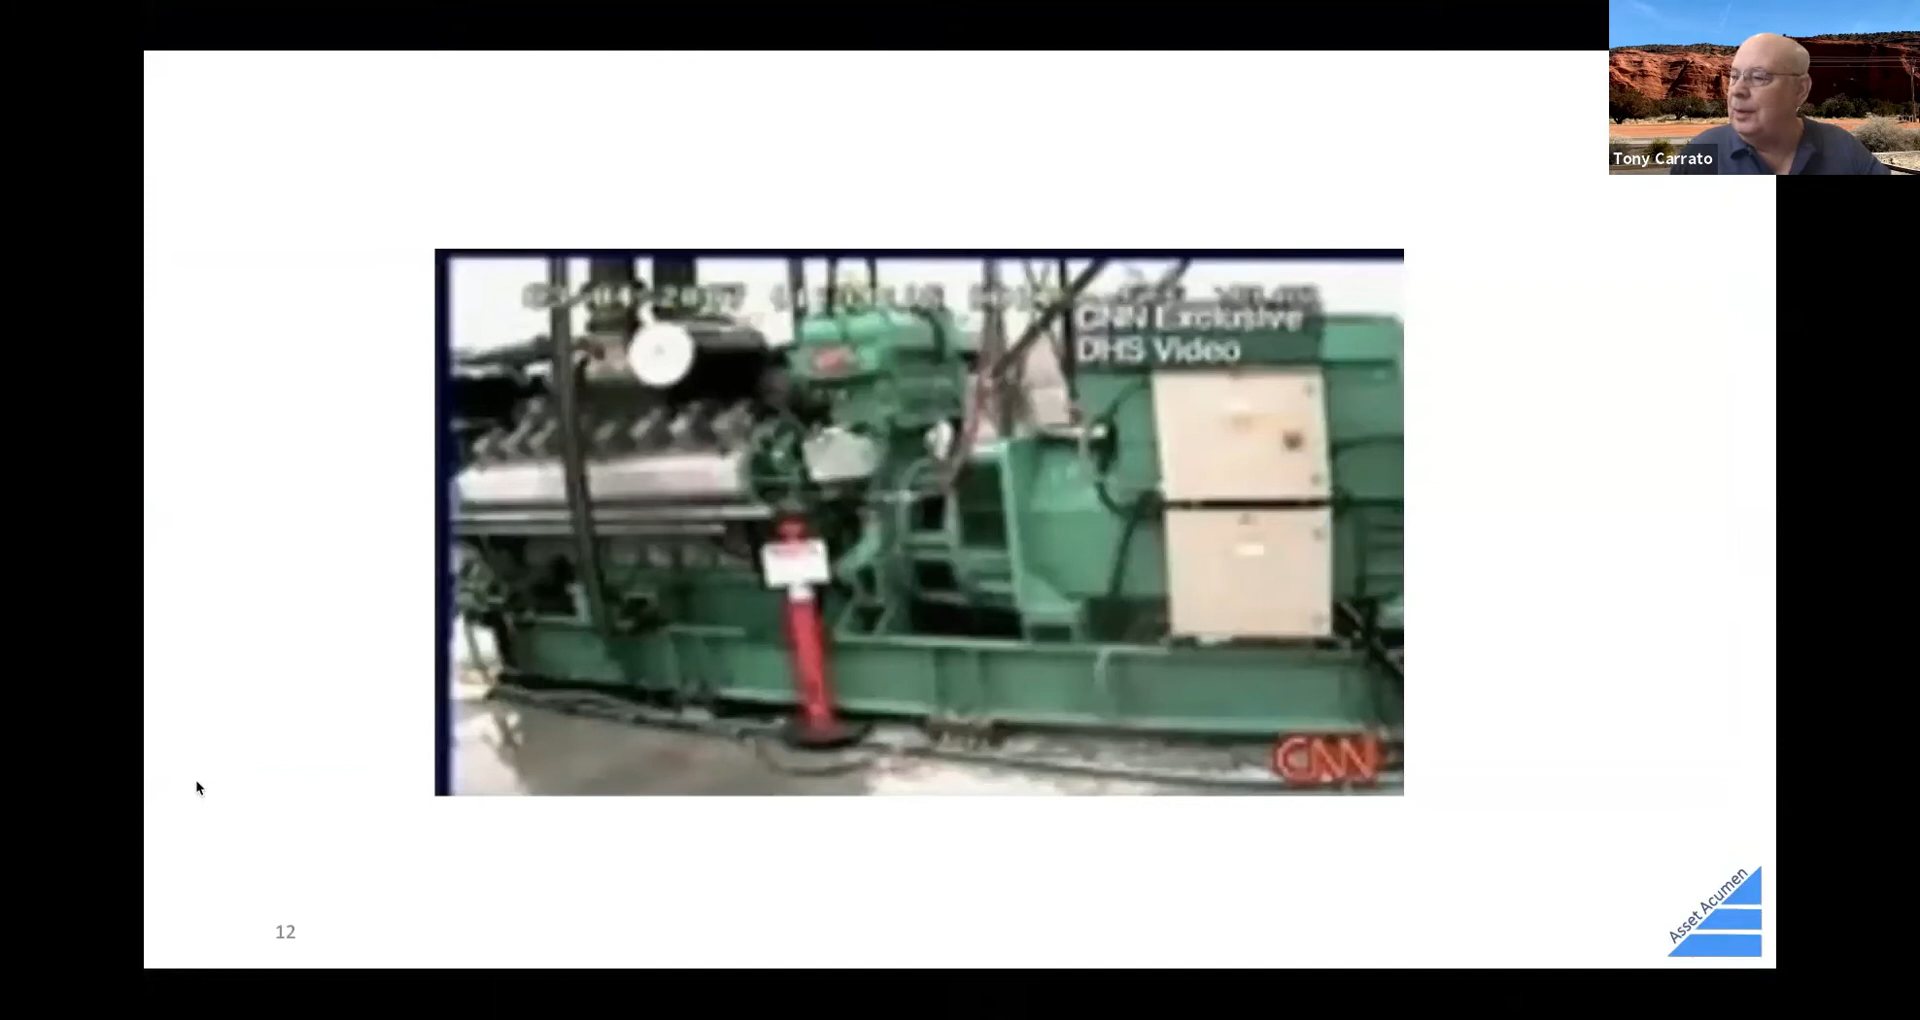 Tony Carrato
CNN Exclusive
DHS Video
CNN
12
Asset Acumen